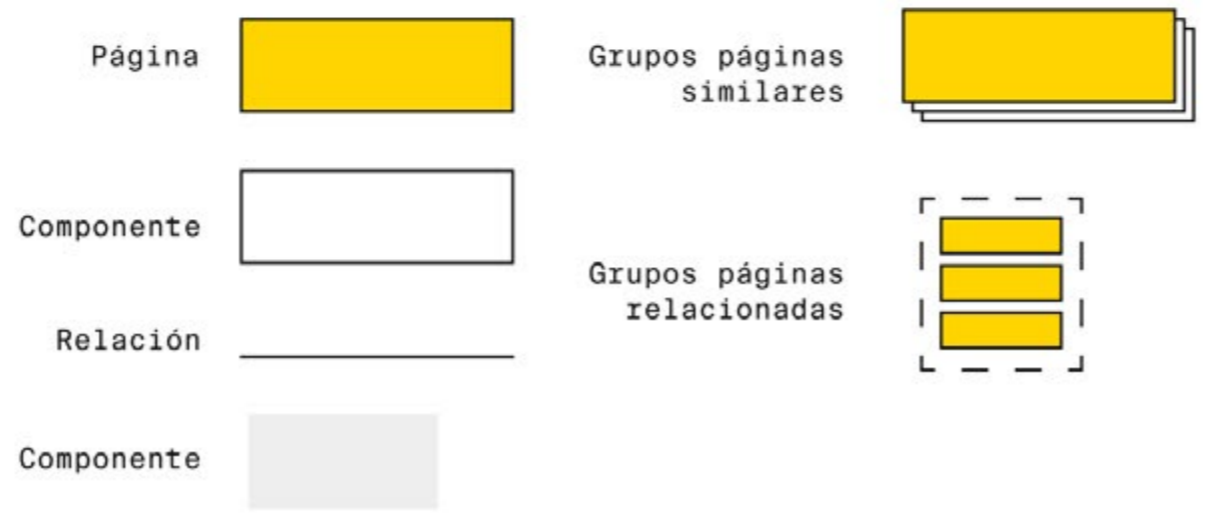 Página
Componente
Relación
Componente
Grupos páginas
similares
Grupos páginas
relacionadas